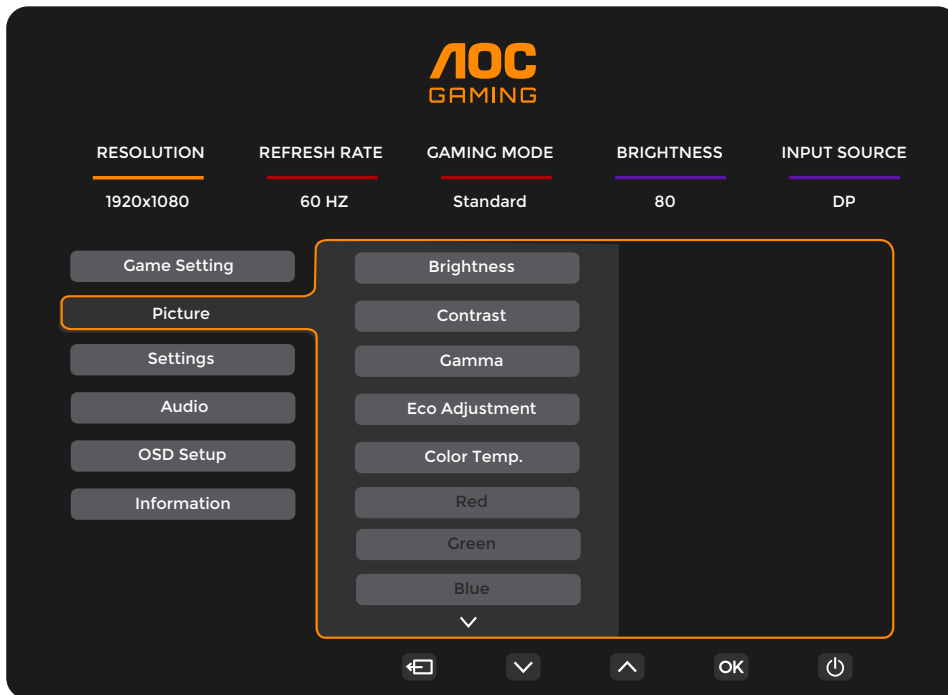 AOC
GAMING
RESOLUTION REFRESH RATE GAMING MODE BRIGHTNESS INPUT SOURCE
1920x1080 60 HZ Standard 80 DP
Game Setting
Picture
Settings
Audio
OSD Setup
Information
Brightness
Contrast
Gamma
Eco Adjustment
Color Temp.
Red
Green
Blue
OK